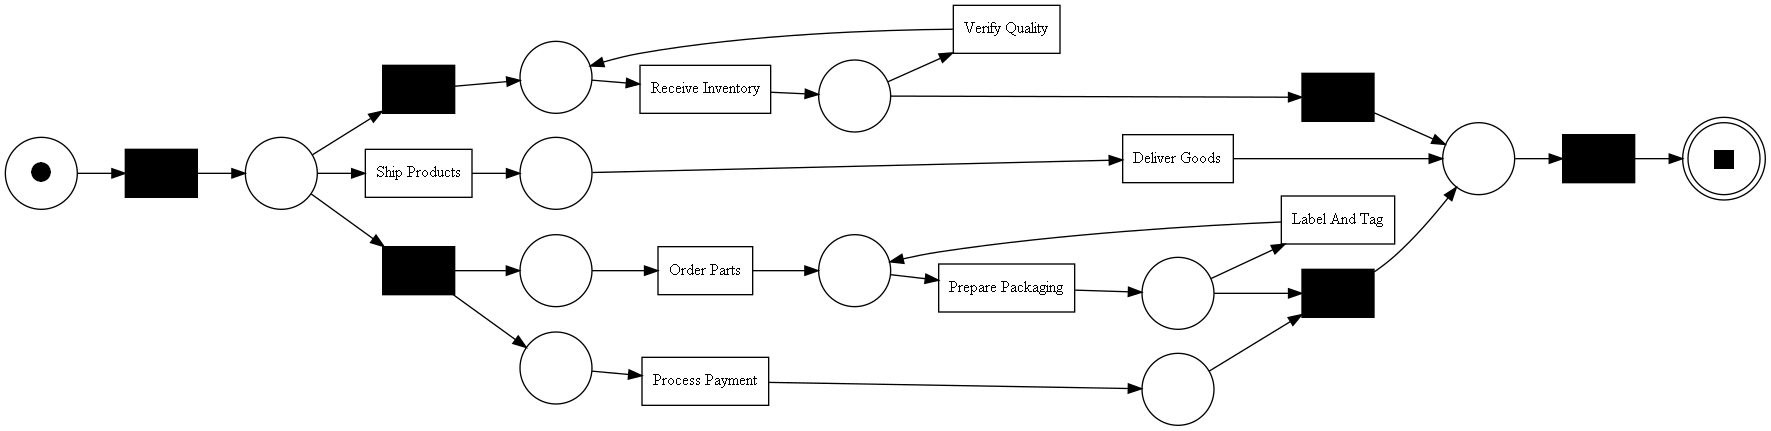 Verify Quality
Receive Inventory
Ship Products
Deliver Goods
Label And Tag
Order Parts
Prepare Packaging
Process Payment